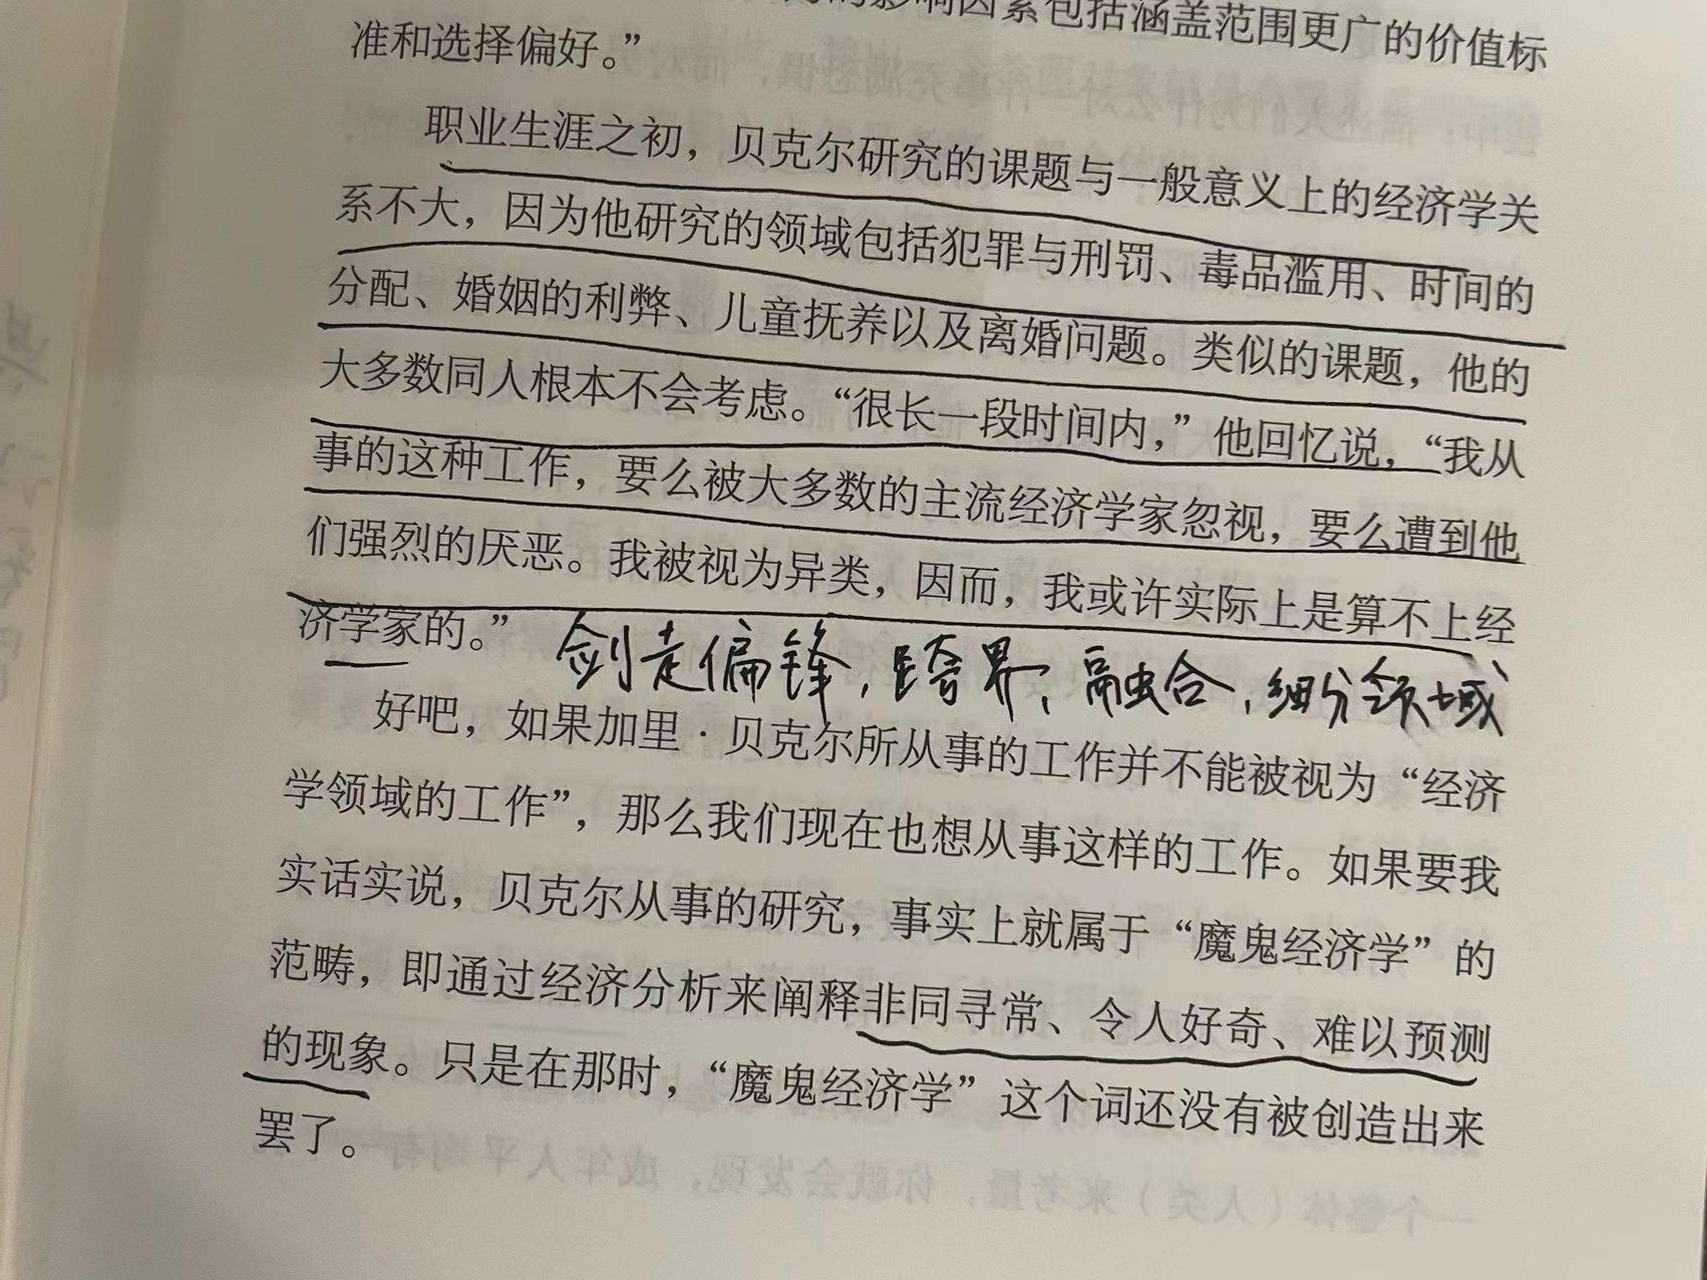 影响因素包括涵盖范围更广的价值标
准和选择偏好。”
职业生涯之初，贝克尔研究的课题与一般意义上的经济学关
系不大，因为他研究的领域包括犯罪与刑罚、毒品滥用、时间的
分配、婚姻的利弊、儿童抚养以及离婚问题。类似的课题，他的
大多数同人根本不会考虑。“很长一段时间内，”他回忆说，“我从
事的这种工作，要么被大多数的主流经济学家忽视，要么遭到他
们强烈的厌恶。我被视为异类，因而，我或许实际上是算不上经
济学家的。”
剑走偏锋，跨界、融合，细分领域
好吧，如果加里·贝克尔所从事的工作并不能被视为“经济
学领域的工作”，那么我们现在也想从事这样的工作。如果要我
实话实说，贝克尔从事的研究，事实上就属于“魔鬼经济学”的
范畴，即通过经济分析来阐释非同寻常、令人好奇、难以预测
的现象。只是在那时，“魔鬼经济学”这个词还没有被创造出来
罢了。